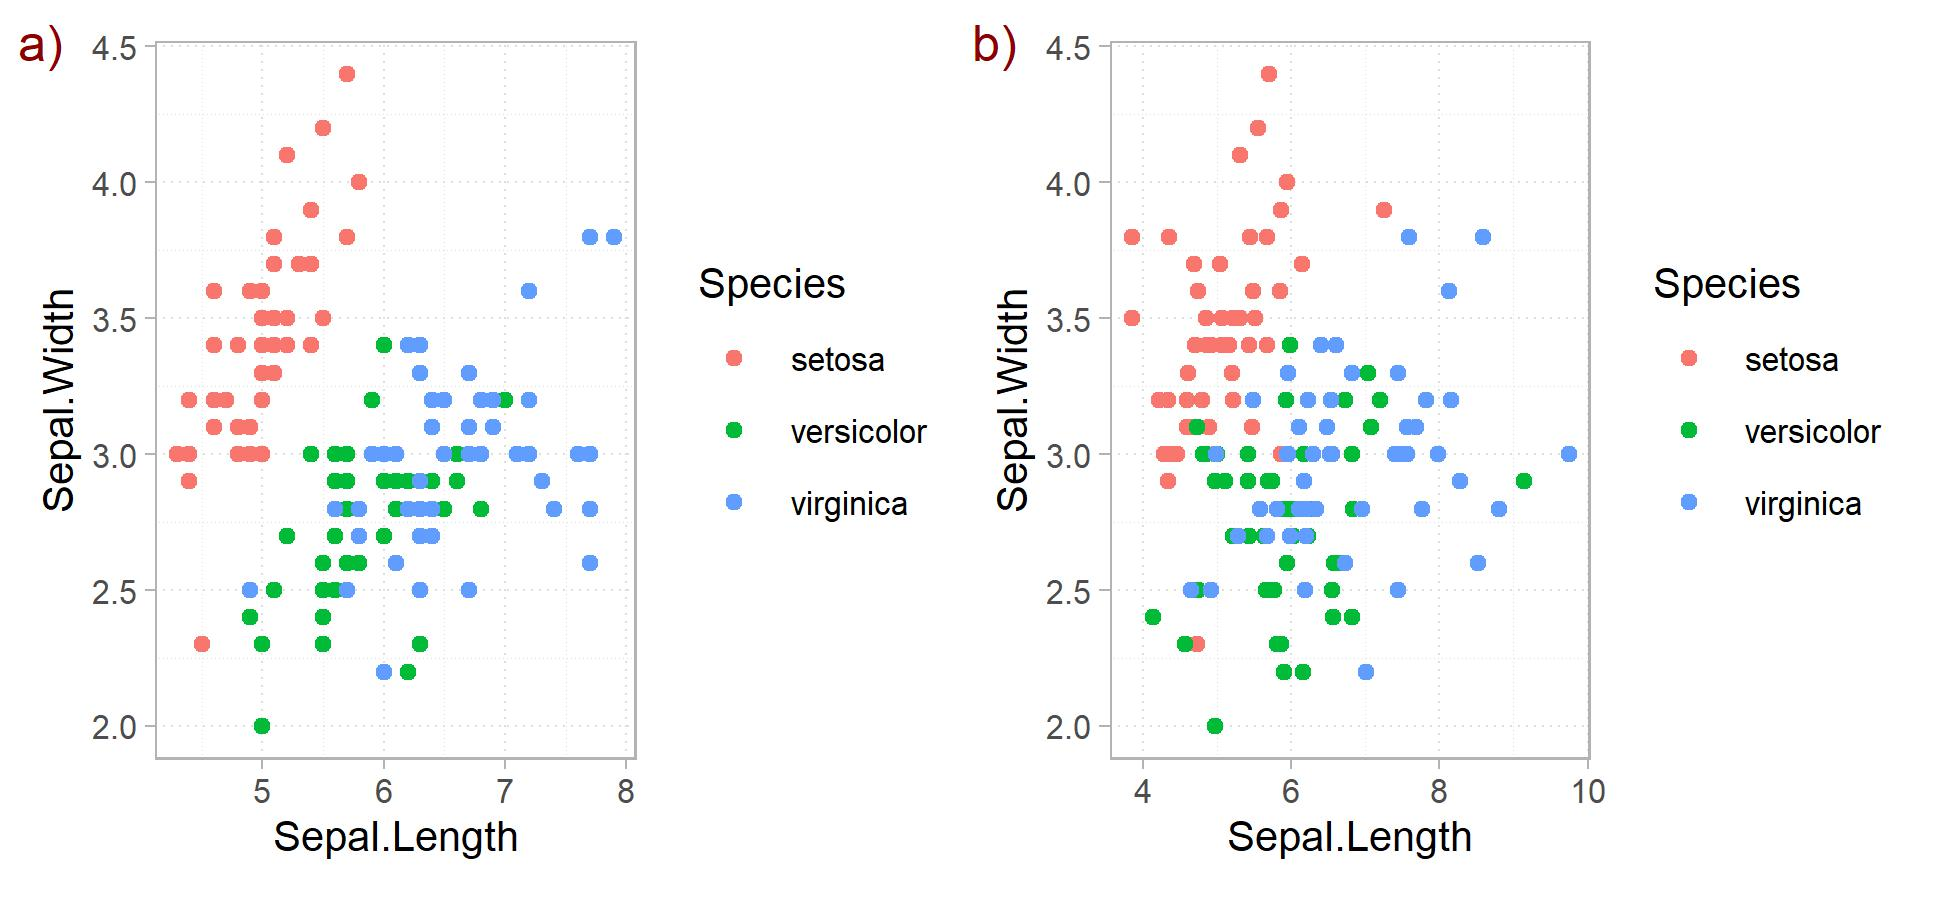 a)
4.5
4.0
3.5
3.0
2.5
2.0
Sepal.Width
5 6 7 8
Sepal.Length
Species
setosa
versicolor
virginica
b)
4.5
4.0
3.5
3.0
2.5
2.0
Sepal.Width
4 6 8 10
Sepal.Length
Species
setosa
versicolor
virginica